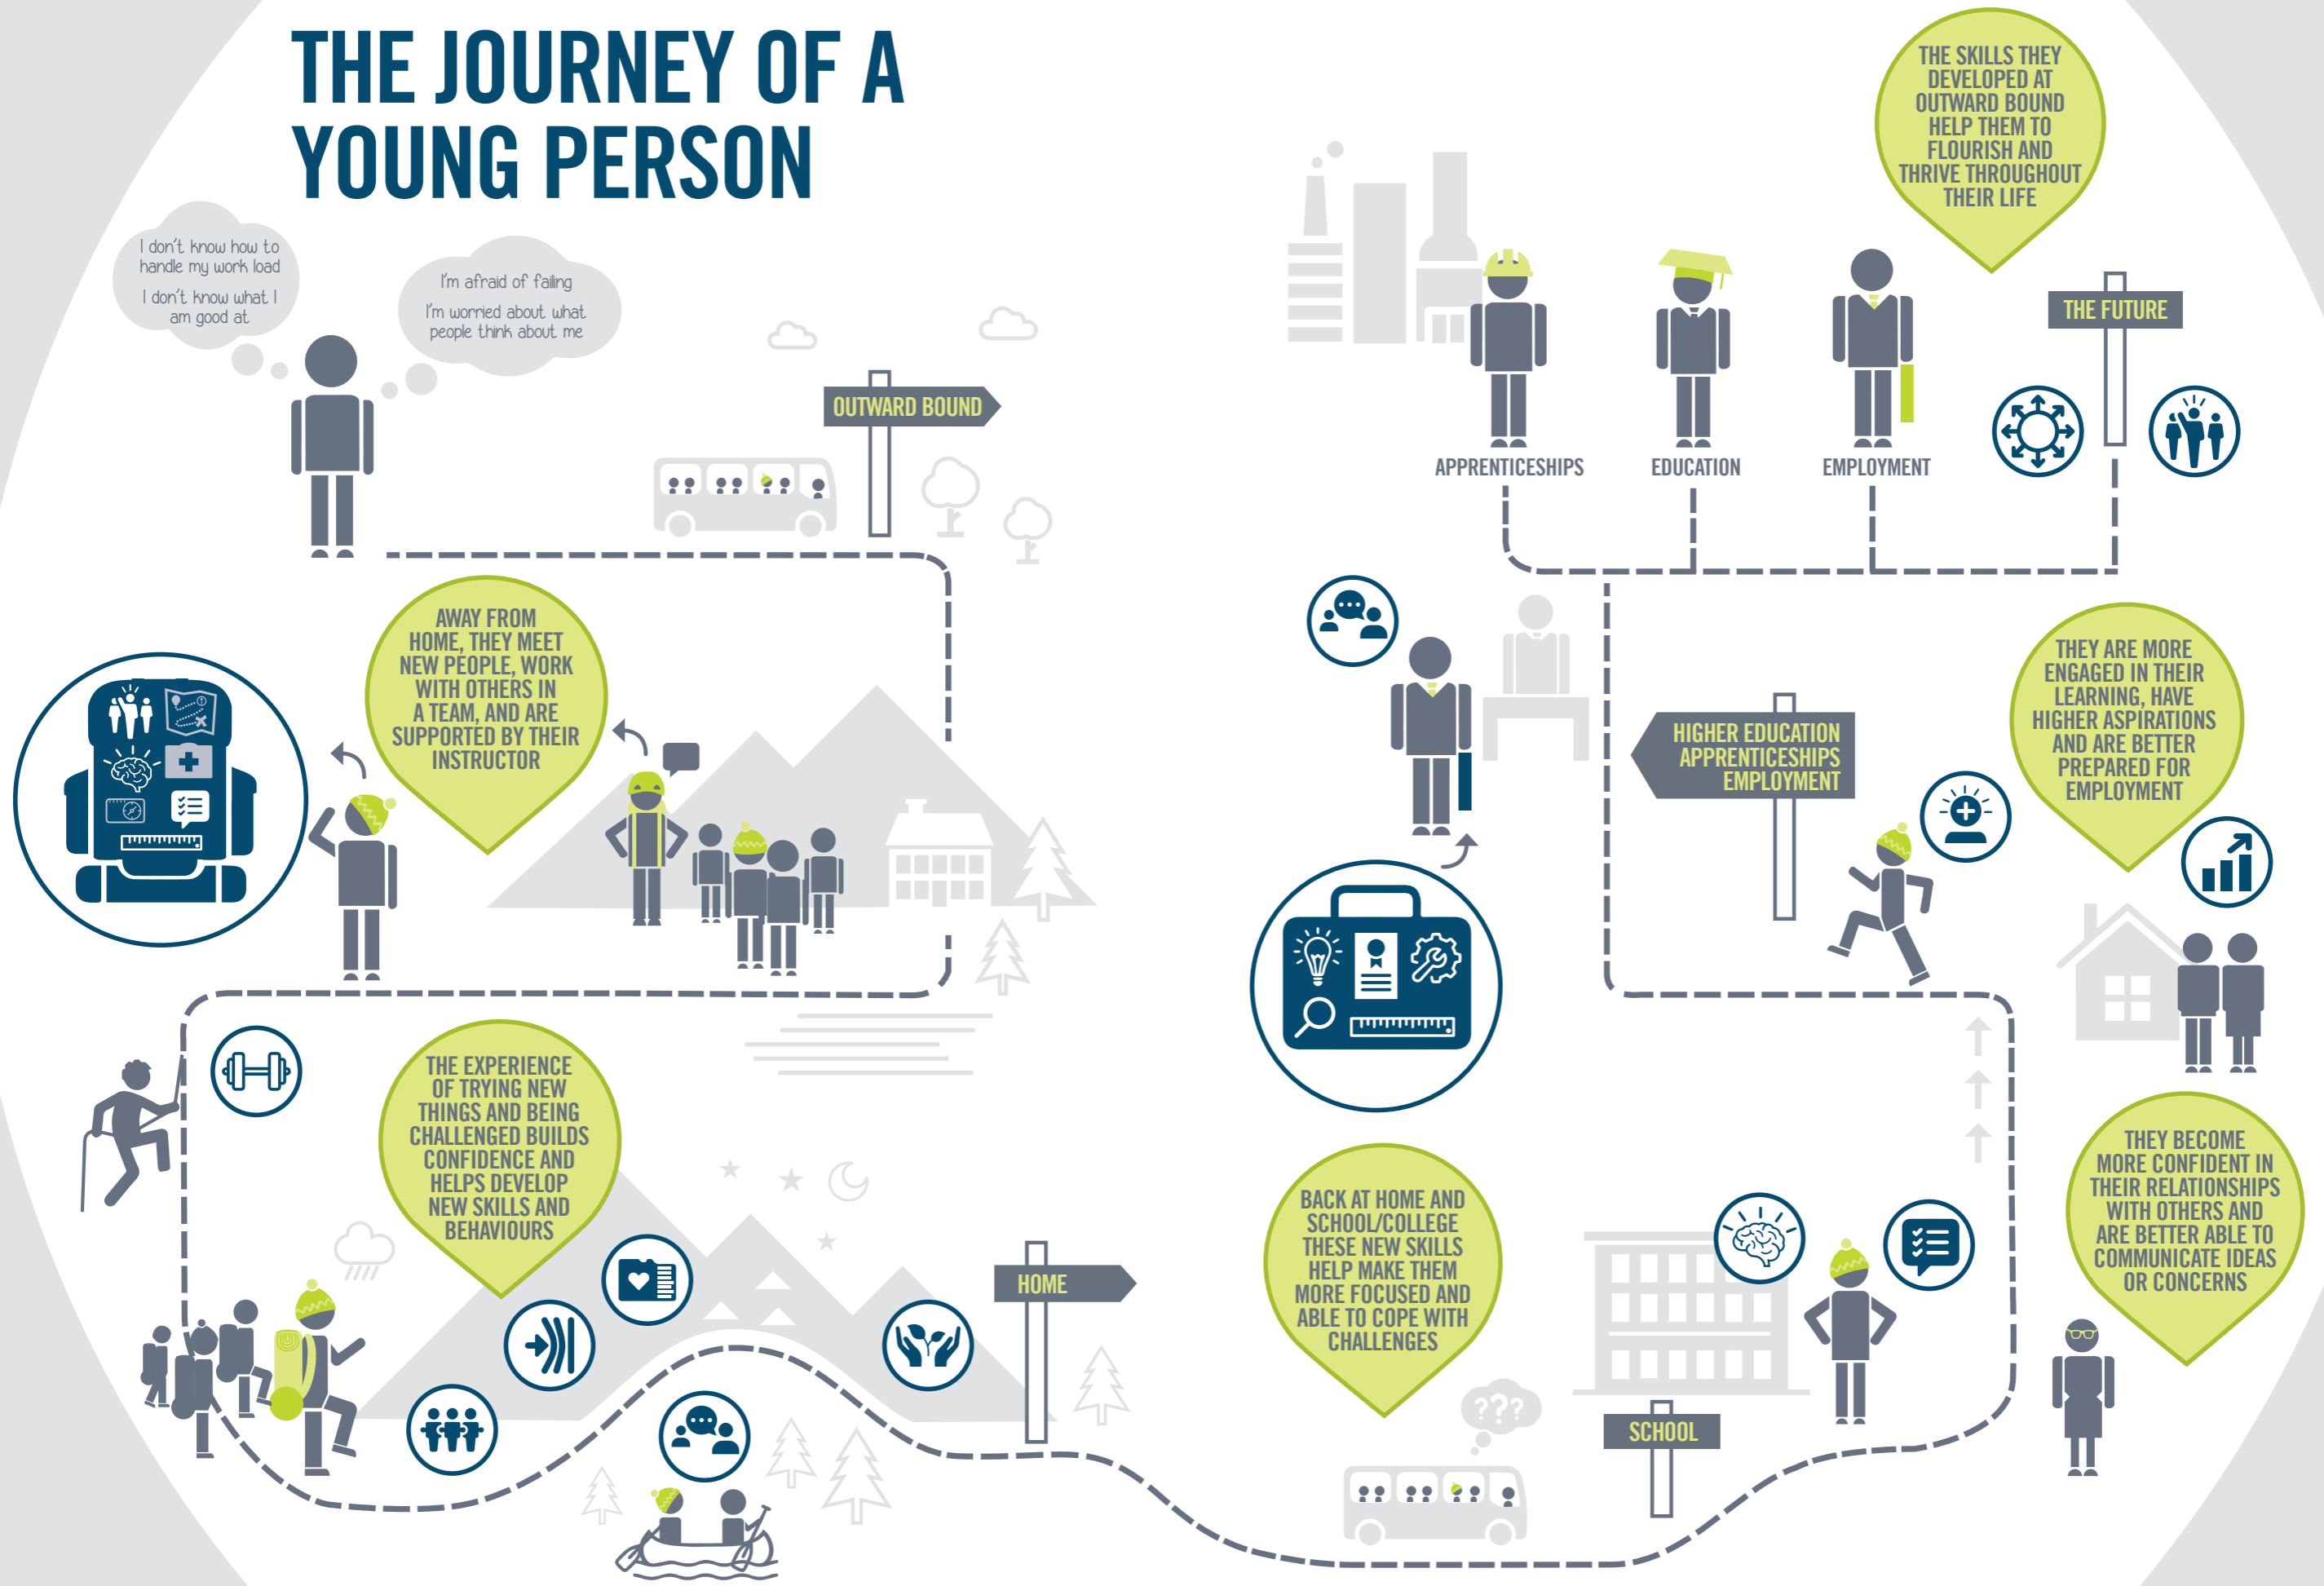 THE JOURNEY OF A
YOUNG PERSON
I don't know how to
handle my work load
I don't know what I
am good at
I'm afraid of failing
I'm worried about what
people think about me
OUTWARD BOUND
AWAY FROM
HOME, THEY MEET
NEW PEOPLE, WORK
WITH OTHERS IN
A TEAM, AND ARE
SUPPORTED BY THEIR
INSTRUCTOR
THE EXPERIENCE
OF TRYING NEW
THINGS AND BEING
CHALLENGED BUILDS
CONFIDENCE AND
HELPS DEVELOP
NEW SKILLS AND
BEHAVIOURS
HOME
BACK AT HOME AND
SCHOOL/COLLEGE
THESE NEW SKILLS
HELP MAKE THEM
MORE FOCUSED AND
ABLE TO COPE WITH
CHALLENGES
???
SCHOOL
THEY BECOME
MORE CONFIDENT IN
THEIR RELATIONSHIPS
WITH OTHERS AND
ARE BETTER ABLE TO
COMMUNICATE IDEAS
OR CONCERNS
THEY ARE MORE
ENGAGED IN THEIR
LEARNING, HAVE
HIGHER ASPIRATIONS
AND ARE BETTER
PREPARED FOR
EMPLOYMENT
HIGHER EDUCATION
APPRENTICESHIPS
EMPLOYMENT
APPRENTICESHIPS
EDUCATION
EMPLOYMENT
THE FUTURE
THE SKILLS THEY
DEVELOPED AT
OUTWARD BOUND
HELP THEM TO
FLOURISH AND
THRIVE THROUGHOUT
THEIR LIFE